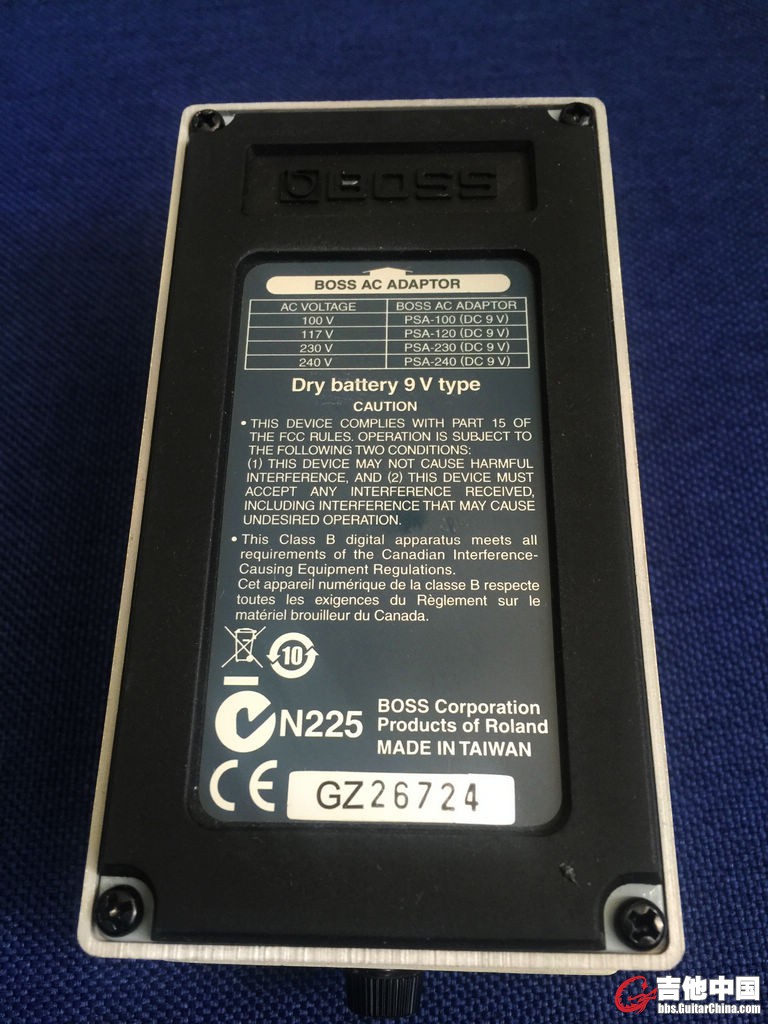 BOSS
BOSS AC ADAPTOR
AC VOLTAGE BOSS AC ADAPTOR
100 V PSA-100 (DC 9 V)
117 V PSA-120 (DC 9 V)
230 V PSA-230 (DC 9 V)
240 V PSA-240 (DC 9 V)
Dry battery 9 V type
CAUTION
• THIS DEVICE COMPLIES WITH PART 15 OF
THE FCC RULES. OPERATION IS SUBJECT TO
THE FOLLOWING TWO CONDITIONS:
(1) THIS DEVICE MAY NOT CAUSE HARMFUL
INTERFERENCE, AND (2) THIS DEVICE MUST
ACCEPT ANY INTERFERENCE RECEIVED,
INCLUDING INTERFERENCE THAT MAY CAUSE
UNDESIRED OPERATION.
• This Class B digital apparatus meets all
requirements of the Canadian Interference-
Causing Equipment Regulations.
Cet appareil numérique de la classe B respecte
toutes les exigences du Règlement sur le
matériel brouilleur du Canada.
10
N225
BOSS Corporation
Products of Roland
MADE IN TAIWAN
CE
GZ26724
吉他中国
bbs.GuitarChina.com